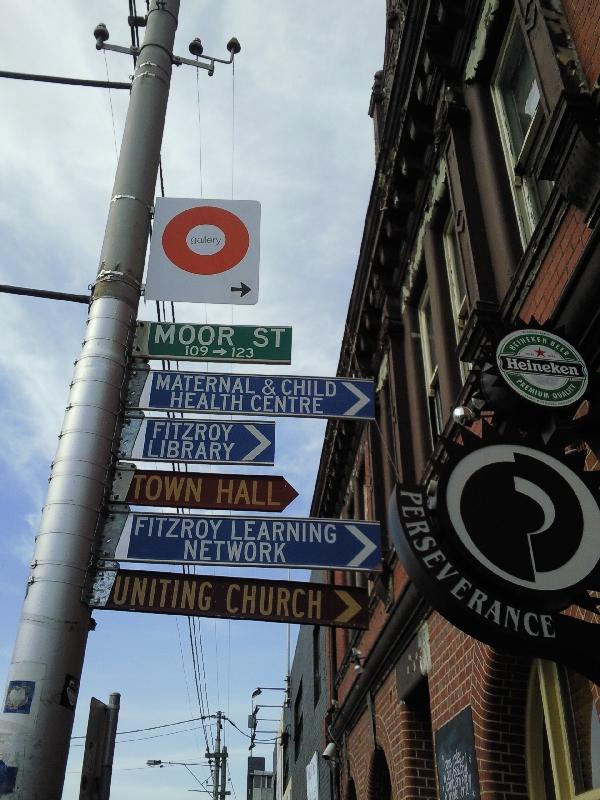 gallery
MOOR ST
109 → 123
MATERNAL & CHILD
HEALTH CENTRE
FITZROY
LIBRARY
TOWN HALL
FITZROY LEARNING
NETWORK
UNITING CHURCH
HEINEKEN BEER
Heineken
PREMIUM QUALITY
PERSEVERANCE